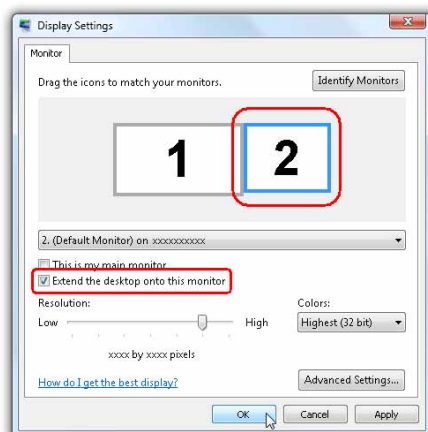 Display Settings
Monitor
Drag the icons to match your monitors.
Identify Monitors
1
2
2. (Default Monitor) on xxxxxxxxxx
This is my main monitor
Extend the desktop onto this monitor
Resolution:
Colors:
Low
High
Highest (32 bit)
xxxx by xxxx pixels
How do I get the best display?
Advanced Settings...
OK
Cancel
Apply